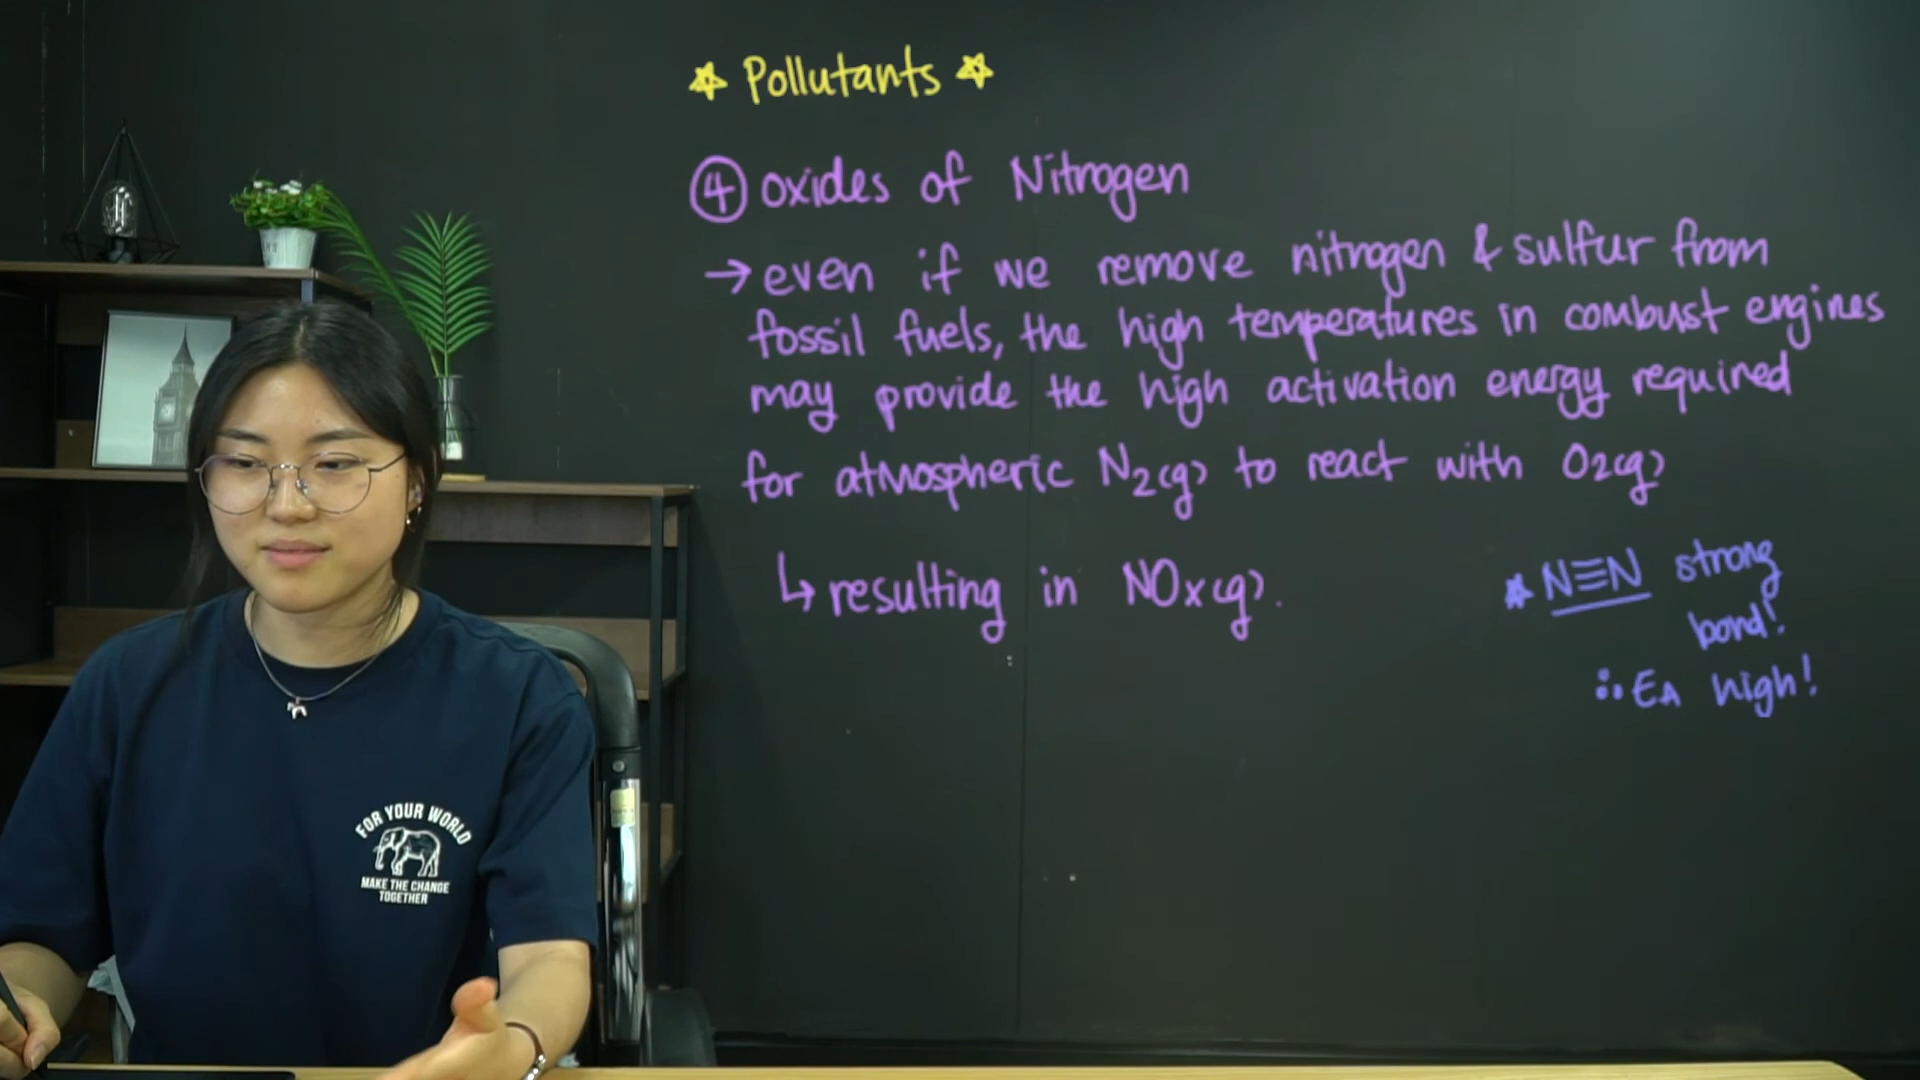 ☆ Pollutants ☆
④ oxides of Nitrogen
→ even if we remove nitrogen & sulfur from
fossil fuels, the high temperatures in combust engines
may provide the high activation energy required
for atmospheric N₂(g) to react with O₂(g)
↳ resulting in NOx(g).
★ N≡N strong
bond!
∴ EA high!
FOR YOUR WORLD
MAKE THE CHANGE
TOGETHER